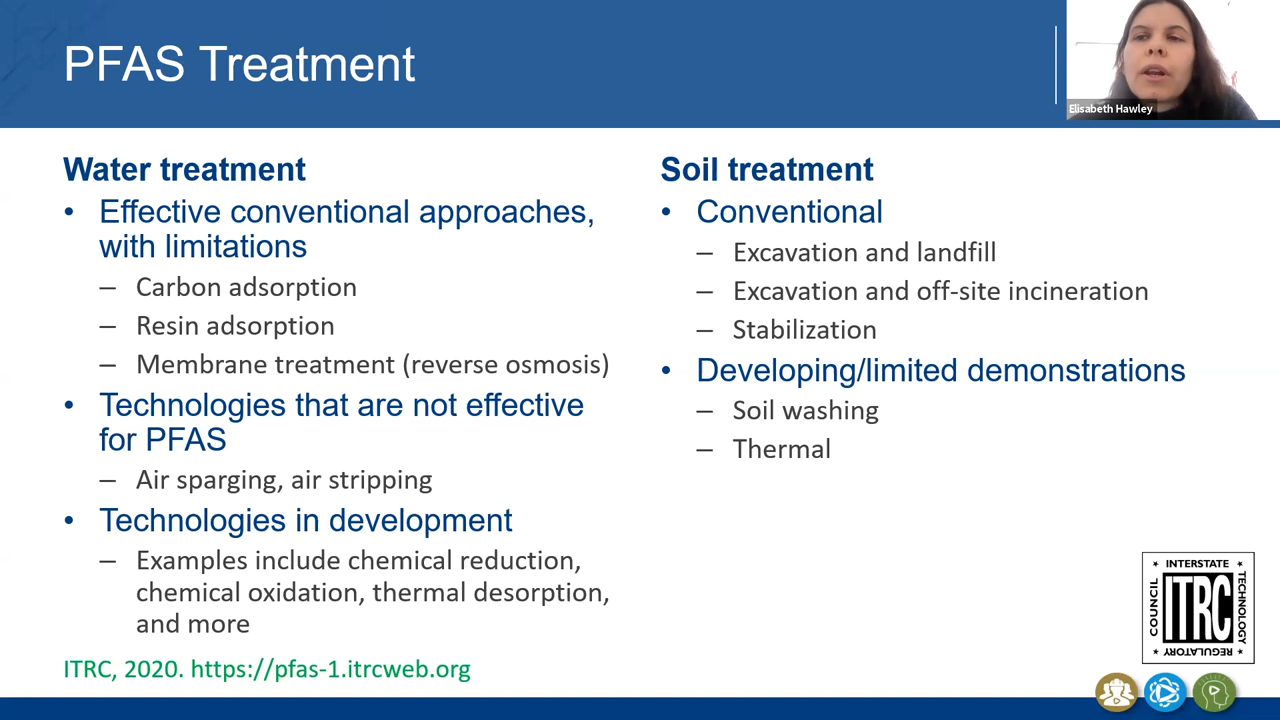 PFAS Treatment
Elisabeth Hawley
Water treatment
• Effective conventional approaches,
with limitations
– Carbon adsorption
– Resin adsorption
– Membrane treatment (reverse osmosis)
• Technologies that are not effective
for PFAS
– Air sparging, air stripping
• Technologies in development
– Examples include chemical reduction,
chemical oxidation, thermal desorption,
and more
ITRC, 2020. https://pfas-1.itrcweb.org
Soil treatment
• Conventional
– Excavation and landfill
– Excavation and off-site incineration
– Stabilization
• Developing/limited demonstrations
– Soil washing
– Thermal
INTERSTATE
TECHNOLOGY
REGULATORY
COUNCIL
ITRC